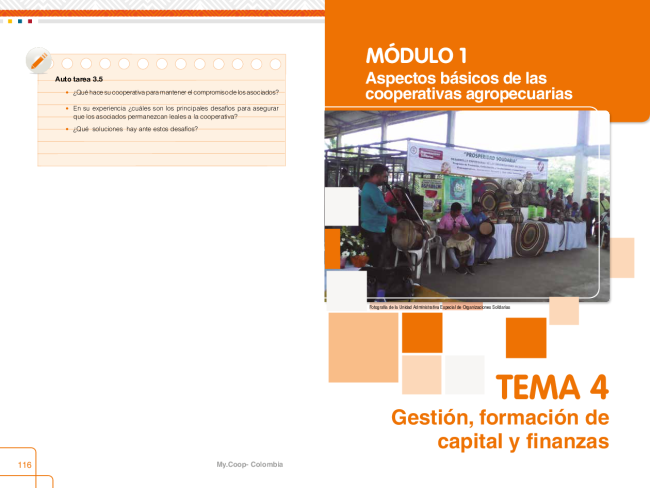 Auto tarea 3.5
• ¿Qué hace su cooperativa para mantener el compromiso de los asociados?
• En su experiencia ¿cuáles son los principales desafíos para asegurar
que los asociados permanezcan leales a la cooperativa?
• ¿Qué soluciones hay ante estos desafíos?
116
My.Coop- Colombia
MÓDULO 1
Aspectos básicos de las
cooperativas agropecuarias
"PROSPERIDAD SOLIDARIA"
Fotografía de la Unidad Administrativa Especial de Organizaciones Solidarias
TEMA 4
Gestión, formación de
capital y finanzas